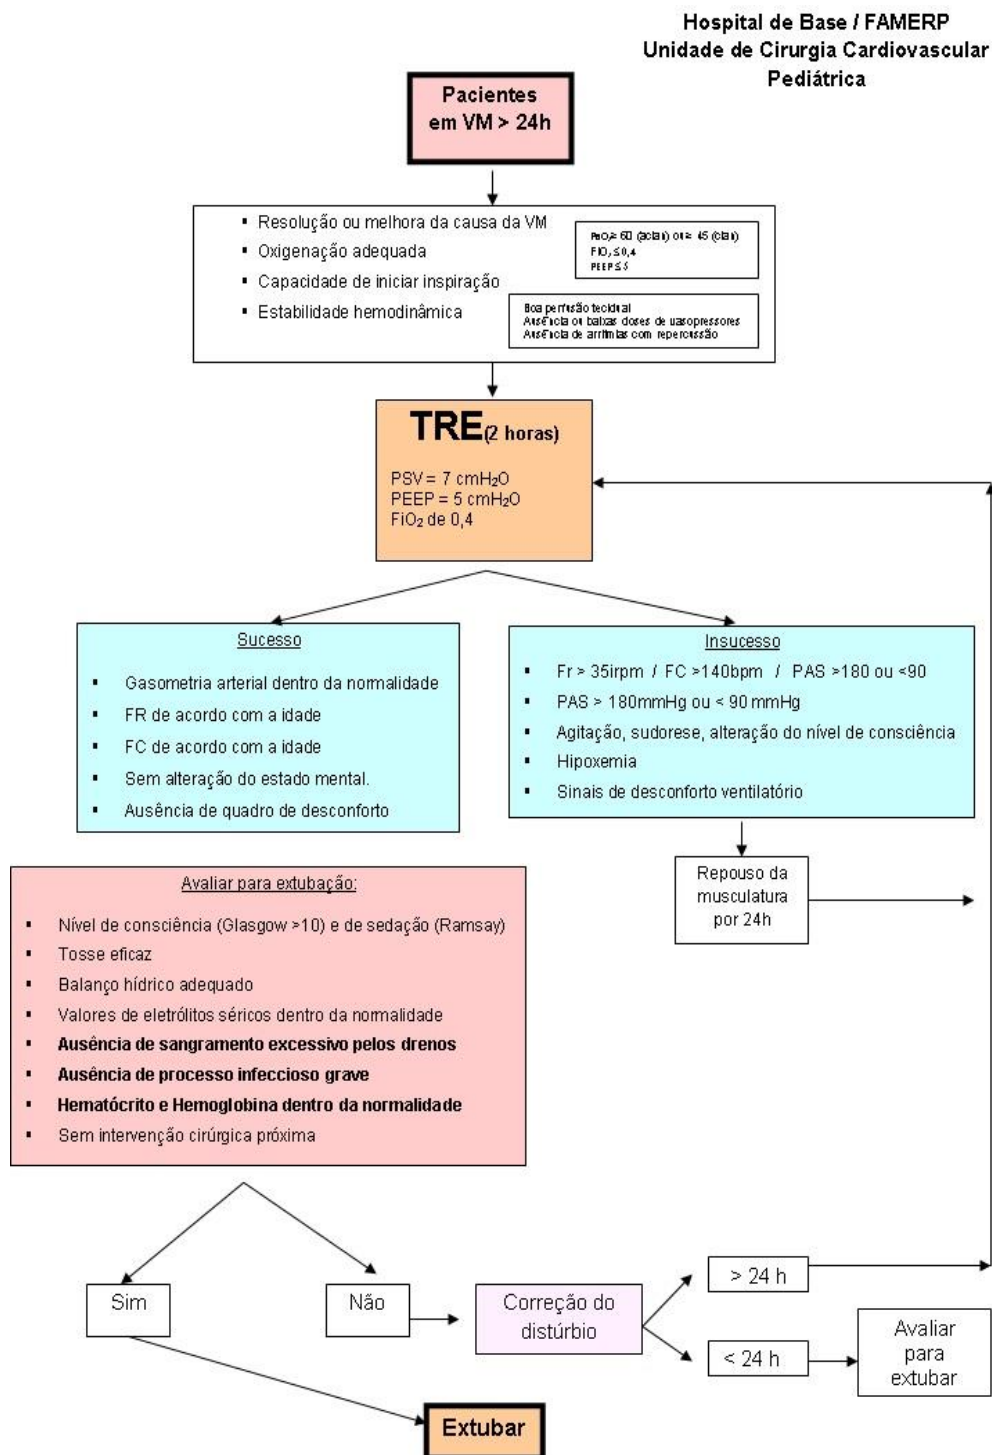 Hospital de Base / FAMERP
Unidade de Cirurgia Cardiovascular
Pediátrica
Pacientes
em VM > 24h
▪ Resolução ou melhora da causa da VM
▪ Oxigenação adequada
▪ Capacidade de iniciar inspiração
▪ Estabilidade hemodinâmica
FIO₂ ≤ 0,4
PEEP ≤ 5
Boa perfusão tecidual
Ausência ou baixas doses de vasopressores
Ausência de arritmias com repercussão
TRE(2 horas)
PSV = 7 cmH₂O
PEEP = 5 cmH₂O
FiO₂ de 0,4
Sucesso
▪ Gasometria arterial dentro da normalidade
▪ FR de acordo com a idade
▪ FC de acordo com a idade
▪ Sem alteração do estado mental.
▪ Ausência de quadro de desconforto
Insucesso
▪ Fr > 35irpm / FC >140bpm / PAS >180 ou <90
▪ PAS > 180mmHg ou < 90 mmHg
▪ Agitação, sudorese, alteração do nível de consciência
▪ Hipoxemia
▪ Sinais de desconforto ventilatório
Repouso da
musculatura
por 24h
Avaliar para extubação:
▪ Nível de consciência (Glasgow >10) e de sedação (Ramsay)
▪ Tosse eficaz
▪ Balanço hídrico adequado
▪ Valores de eletrólitos séricos dentro da normalidade
▪ Ausência de sangramento excessivo pelos drenos
▪ Ausência de processo infeccioso grave
▪ Hematócrito e Hemoglobina dentro da normalidade
▪ Sem intervenção cirúrgica próxima
Sim
Não
Correção do
distúrbio
> 24 h
< 24 h
Avaliar
para
extubar
Extubar